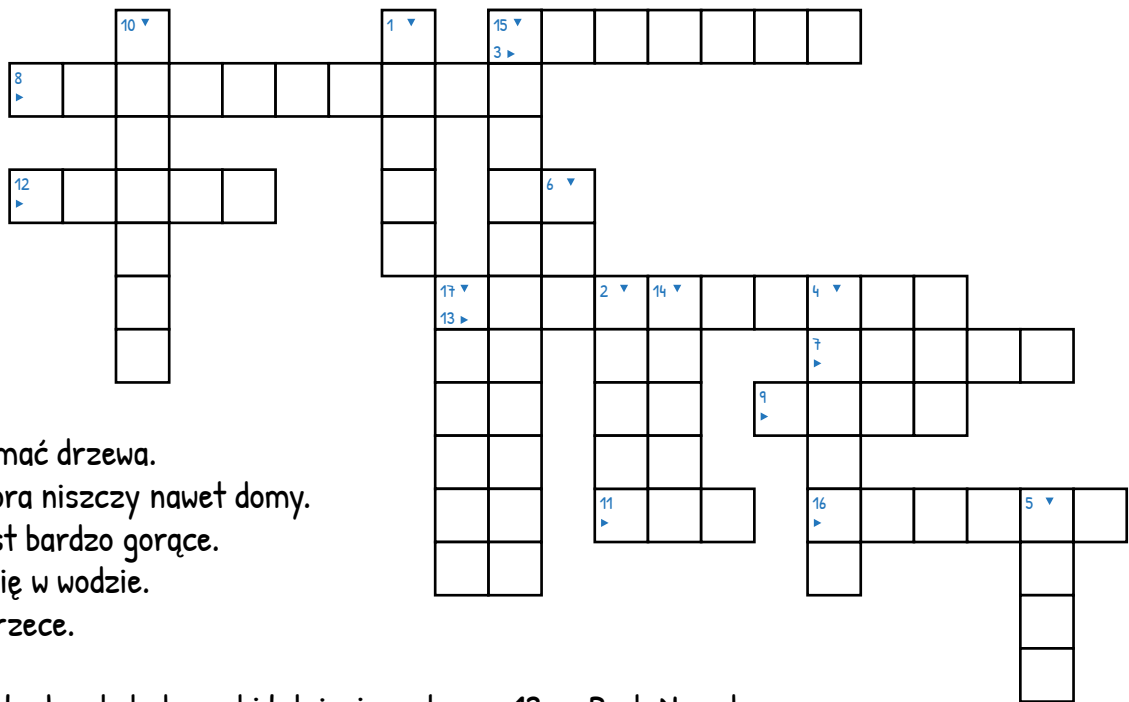 10 ▼ 1 ▼ 15 ▼
3 ►
8 ►
12 ► 6 ▼
17 ▼ 2 ▼ 14 ▼ 4 ▼
13 ►
7 ►
9 ►
mać drzewa.
niszczy nawet domy.
11 ► 16 ► 5 ▼
st bardzo gorące.
ię w wodzie.
rzece.